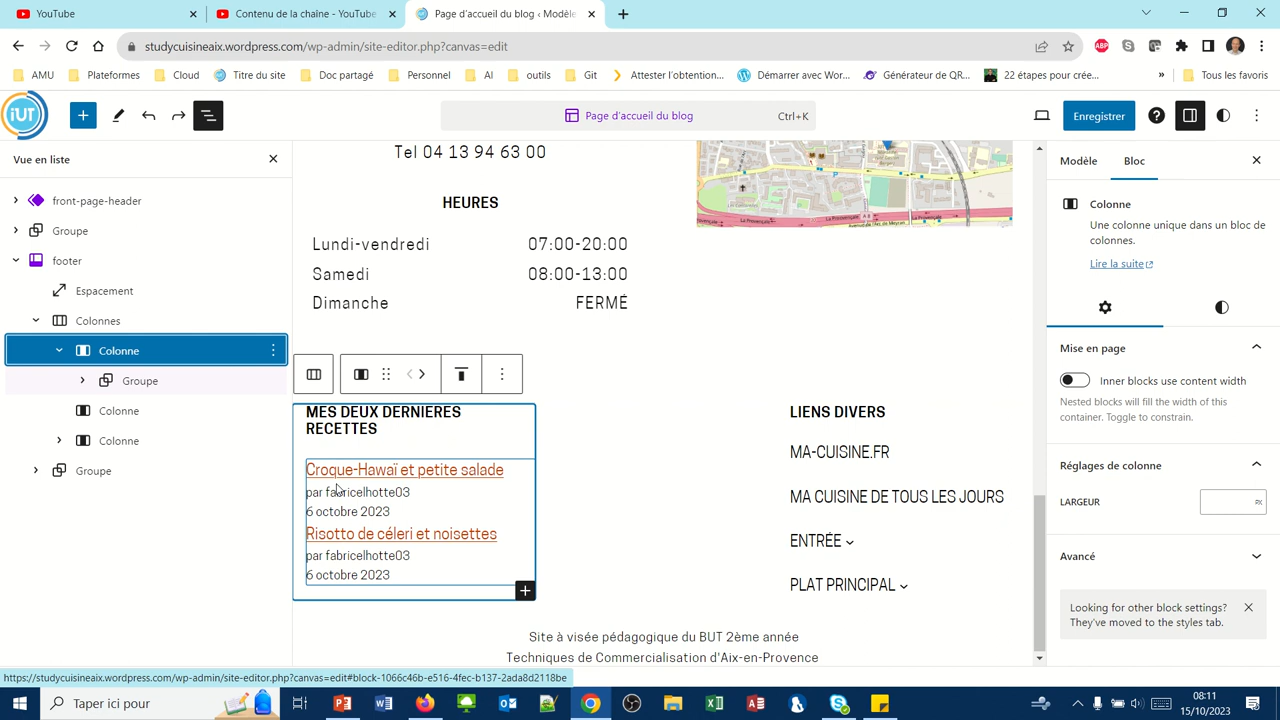 YouTube
Contenu de la chaîne - YouTube
Page d'accueil du blog ‹ Modèle
studycuisineaix.wordpress.com/wp-admin/site-editor.php?canvas=edit
ABP
AMU
Plateformes
Cloud
Titre du site
Doc partagé
Personnel
AI
outils
Git
Attester l'obtention...
Démarrer avec Wor...
Générateur de QR...
22 étapes pour crée...
»
Tous les favoris
iUT
Page d'accueil du blog
Ctrl+K
Enregistrer
Vue en liste
front-page-header
Groupe
footer
Espacement
Colonnes
Colonne
Groupe
Colonne
Colonne
Groupe
Tel 04 13 94 63 00
HEURES
Lundi-vendredi 07:00-20:00
Samedi 08:00-13:00
Dimanche FERMÉ
MES DEUX DERNIERES
RECETTES
Croque-Hawaï et petite salade
par fabricelhotte03
6 octobre 2023
Risotto de céleri et noisettes
par fabricelhotte03
6 octobre 2023
LIENS DIVERS
MA-CUISINE.FR
MA CUISINE DE TOUS LES JOURS
ENTRÉE
PLAT PRINCIPAL
Site à visée pédagogique du BUT 2ème année
Techniques de Commercialisation d'Aix-en-Provence
Modèle
Bloc
Colonne
Une colonne unique dans un bloc de
colonnes.
Lire la suite
Mise en page
Inner blocks use content width
Nested blocks will fill the width of this
container. Toggle to constrain.
Réglages de colonne
LARGEUR
PX
Avancé
Looking for other block settings?
They've moved to the styles tab.
https://studycuisineaix.wordpress.com/wp-admin/site-editor.php?canvas=edit#block-1066c46b-e516-4fec-b137-2ada8d2118be
Taper ici pour
08:11
15/10/2023